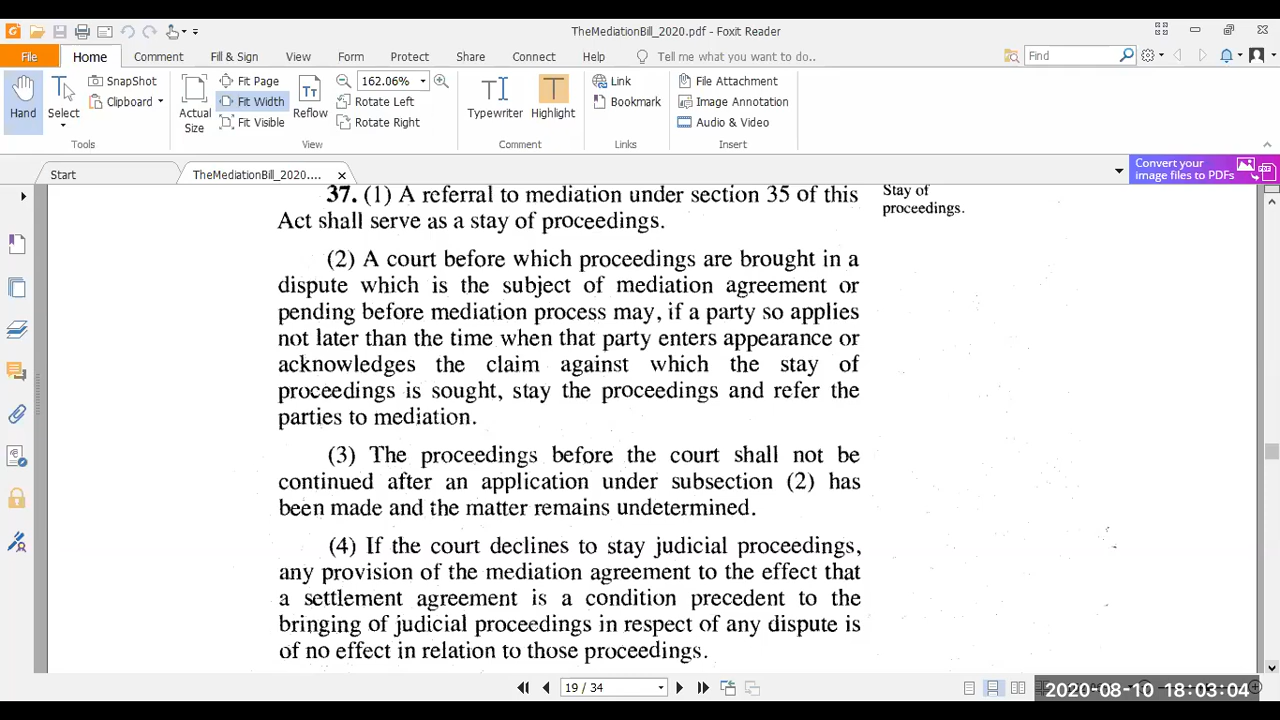 TheMediationBill_2020.pdf - Foxit Reader
File Home Comment Fill & Sign View Form Protect Share Connect Help Tell me what you want to do.. Find
Hand Select SnapShot Clipboard
Actual Size Fit Page Fit Width Fit Visible Reflow 162.06% Rotate Left Rotate Right
Typewriter Highlight Link Bookmark File Attachment Image Annotation Audio & Video
Tools View Comment Links Insert
Start TheMediationBill_2020.... Convert your
image files to PDFs
37. (1) A referral to mediation under section 35 of this
Act shall serve as a stay of proceedings.
Stay of
proceedings.
(2) A court before which proceedings are brought in a
dispute which is the subject of mediation agreement or
pending before mediation process may, if a party so applies
not later than the time when that party enters appearance or
acknowledges the claim against which the stay of
proceedings is sought, stay the proceedings and refer the
parties to mediation.
(3) The proceedings before the court shall not be
continued after an application under subsection (2) has
been made and the matter remains undetermined.
(4) If the court declines to stay judicial proceedings,
any provision of the mediation agreement to the effect that
a settlement agreement is a condition precedent to the
bringing of judicial proceedings in respect of any dispute is
of no effect in relation to those proceedings.
19 / 34
2020-08-10 18:03:04